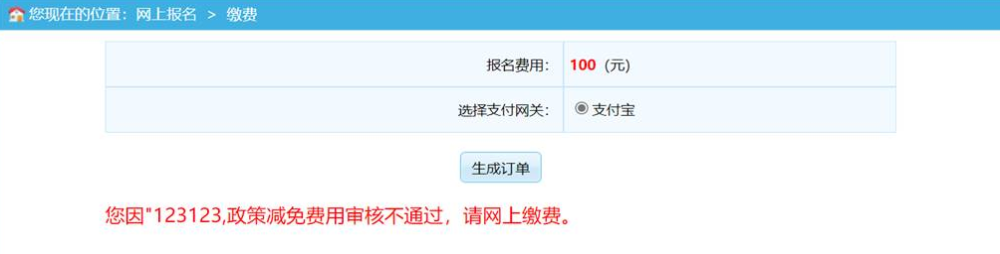 您现在的位置：网上报名 > 缴费
报名费用： 100 (元)
选择支付网关： 支付宝
生成订单
您因"123123,政策减免费用审核不通过，请网上缴费。